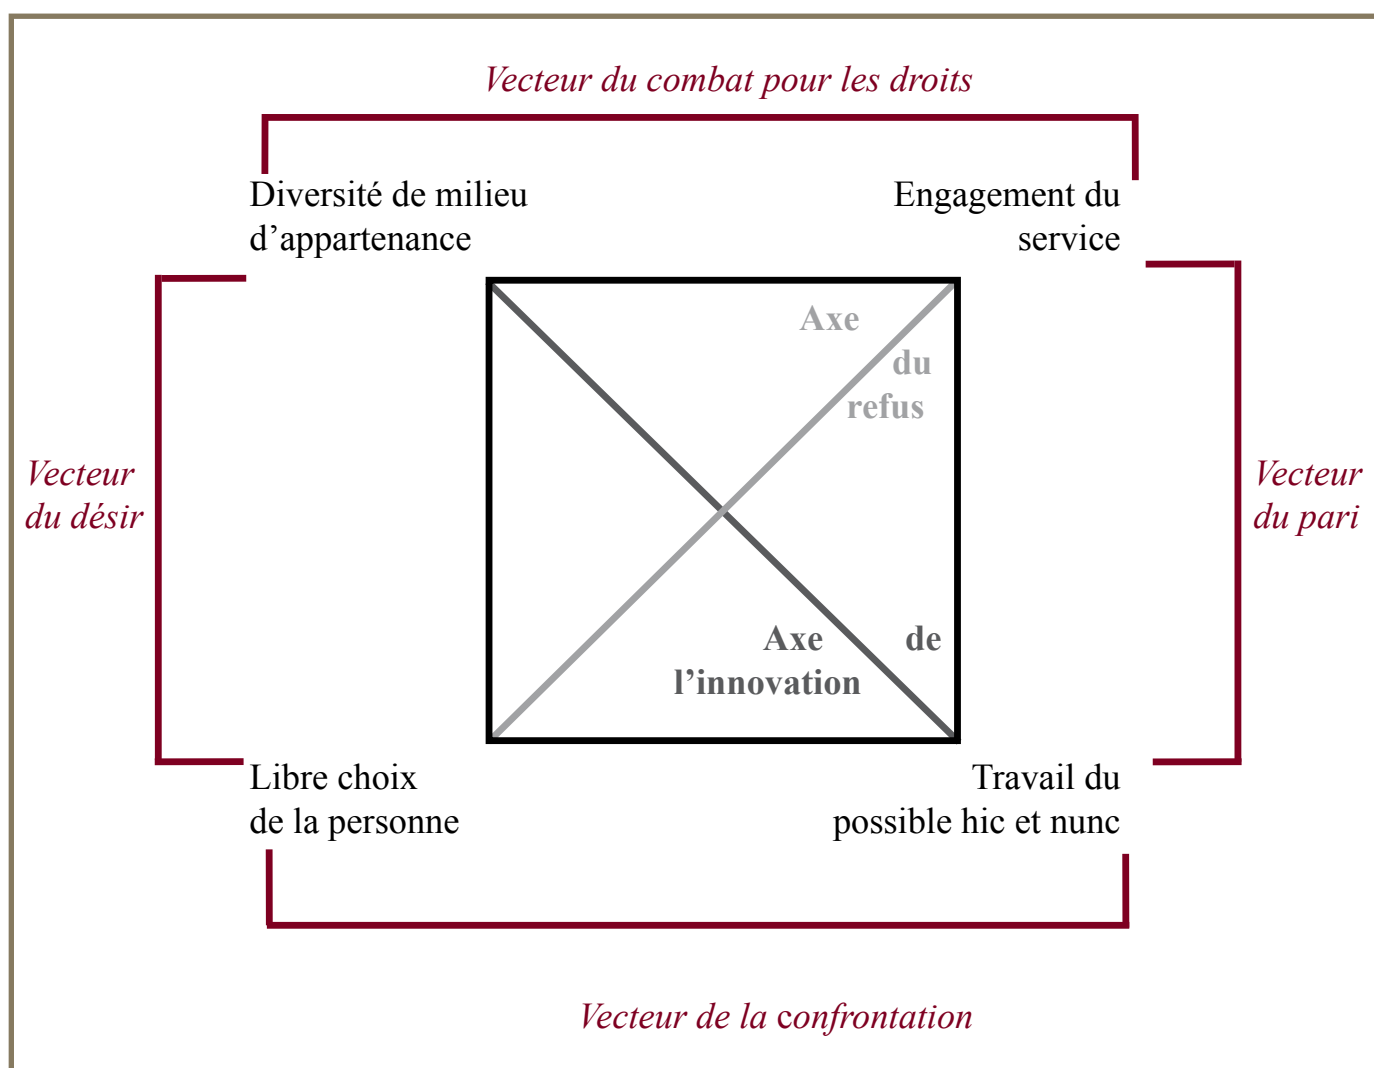 Vecteur du combat pour les droits
Diversité de milieu
d’appartenance
Engagement du
service
Axe
du
refus
Vecteur
du désir
Vecteur
du pari
Axe de
l’innovation
Libre choix
de la personne
Travail du
possible hic et nunc
Vecteur de la confrontation